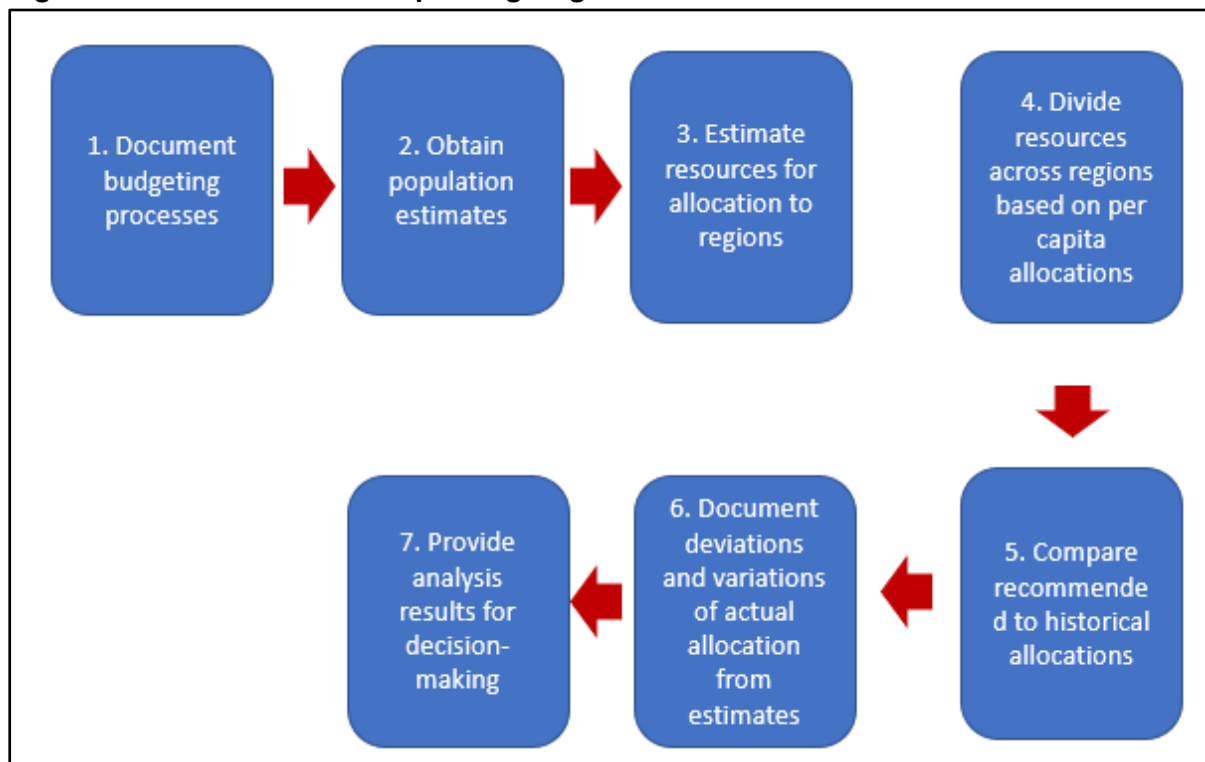 1. Document
budgeting
processes
2. Obtain
population
estimates
3. Estimate
resources for
allocation to
regions
4. Divide
resources
across regions
based on per
capita
allocations
5. Compare
recommende
d to historical
allocations
6. Document
deviations
and variations
of actual
allocation
from
estimates
7. Provide
analysis
results for
decision-
making